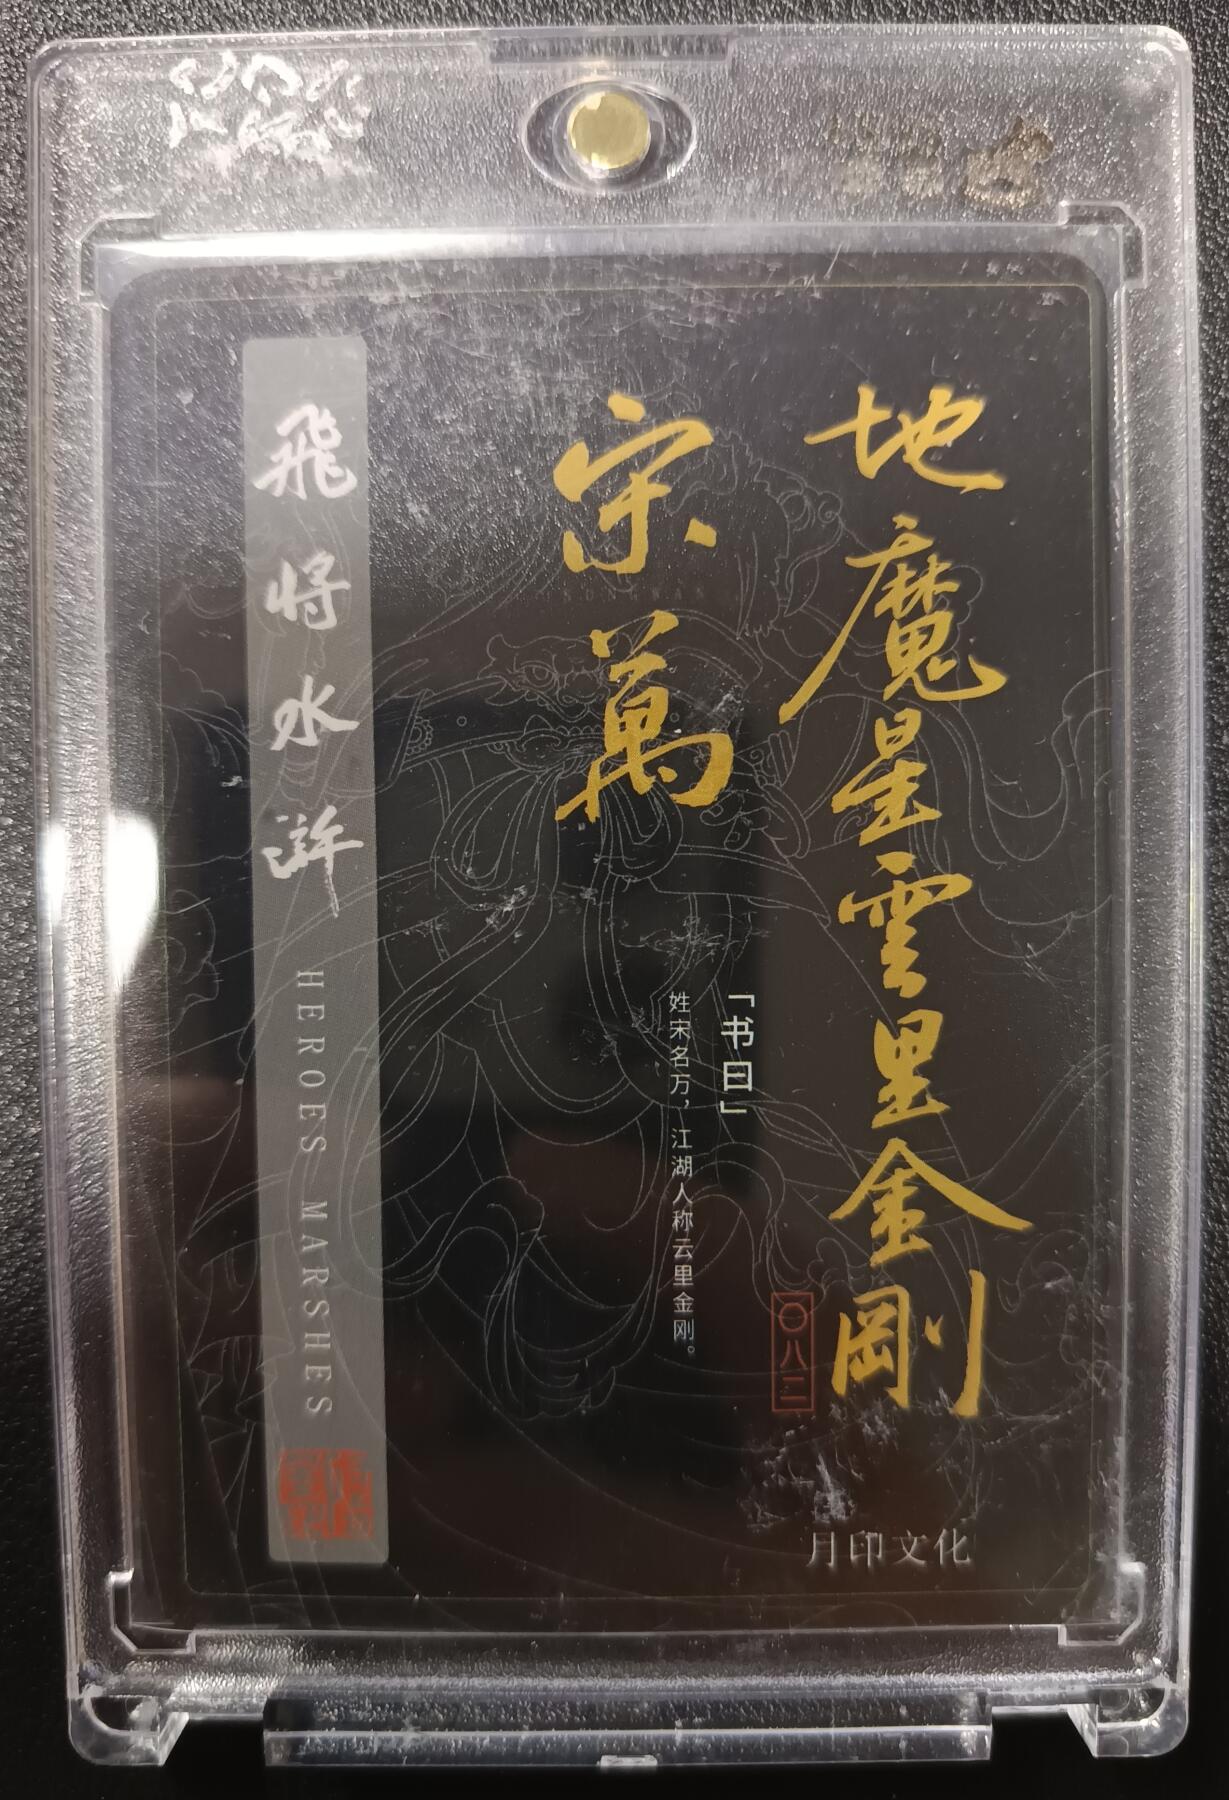 地魔星雲里金剛
宋萬
「书曰」
姓宋名万，江湖人称云里金刚。
〇八二
飛將水滸
HEROES MARSHES
月印文化